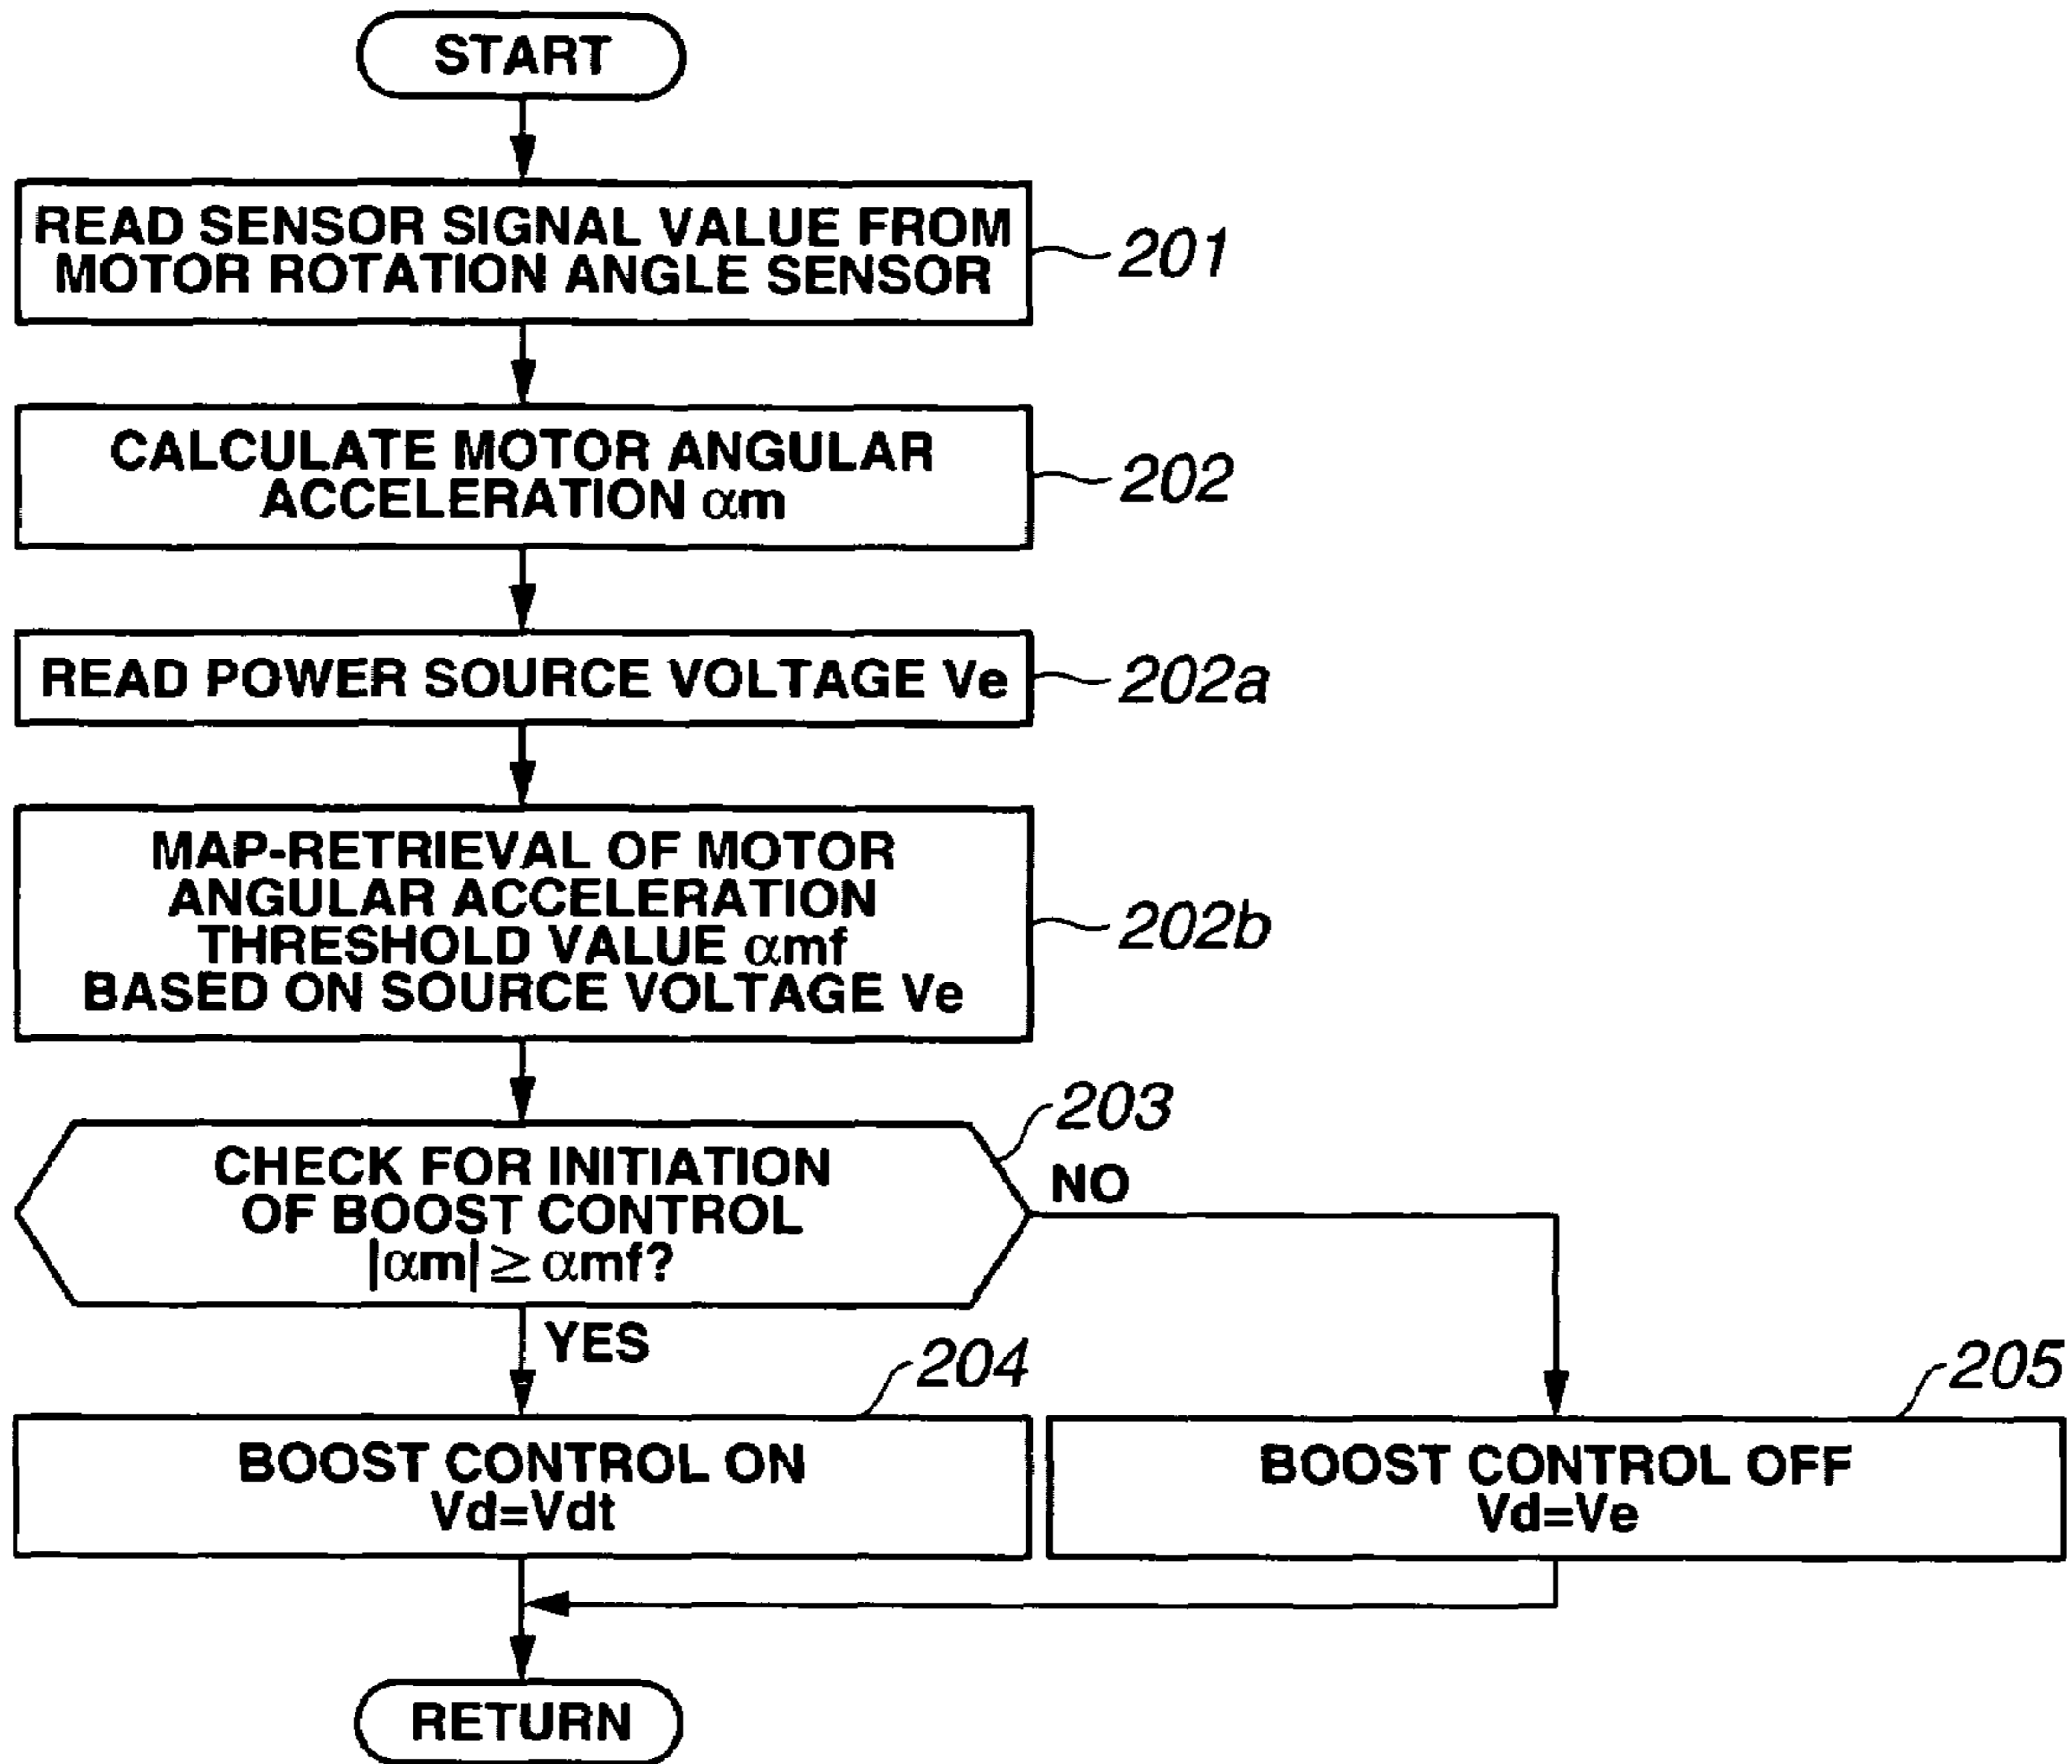 START
READ SENSOR SIGNAL VALUE FROM
MOTOR ROTATION ANGLE SENSOR
201
CALCULATE MOTOR ANGULAR
ACCELERATION αm
202
READ POWER SOURCE VOLTAGE Ve
202a
MAP-RETRIEVAL OF MOTOR
ANGULAR ACCELERATION
THRESHOLD VALUE αmf
BASED ON SOURCE VOLTAGE Ve
202b
203
CHECK FOR INITIATION
OF BOOST CONTROL
|αm| ≥ αmf?
NO
YES
204
BOOST CONTROL ON
Vd=Vdt
205
BOOST CONTROL OFF
Vd=Ve
RETURN